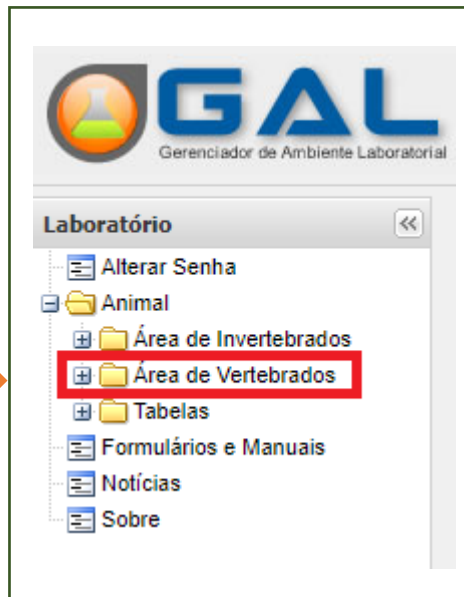 GAL
Gerenciador de Ambiente Laboratorial
Laboratório
Alterar Senha
Animal
Área de Invertebrados
Área de Vertebrados
Tabelas
Formulários e Manuais
Notícias
Sobre